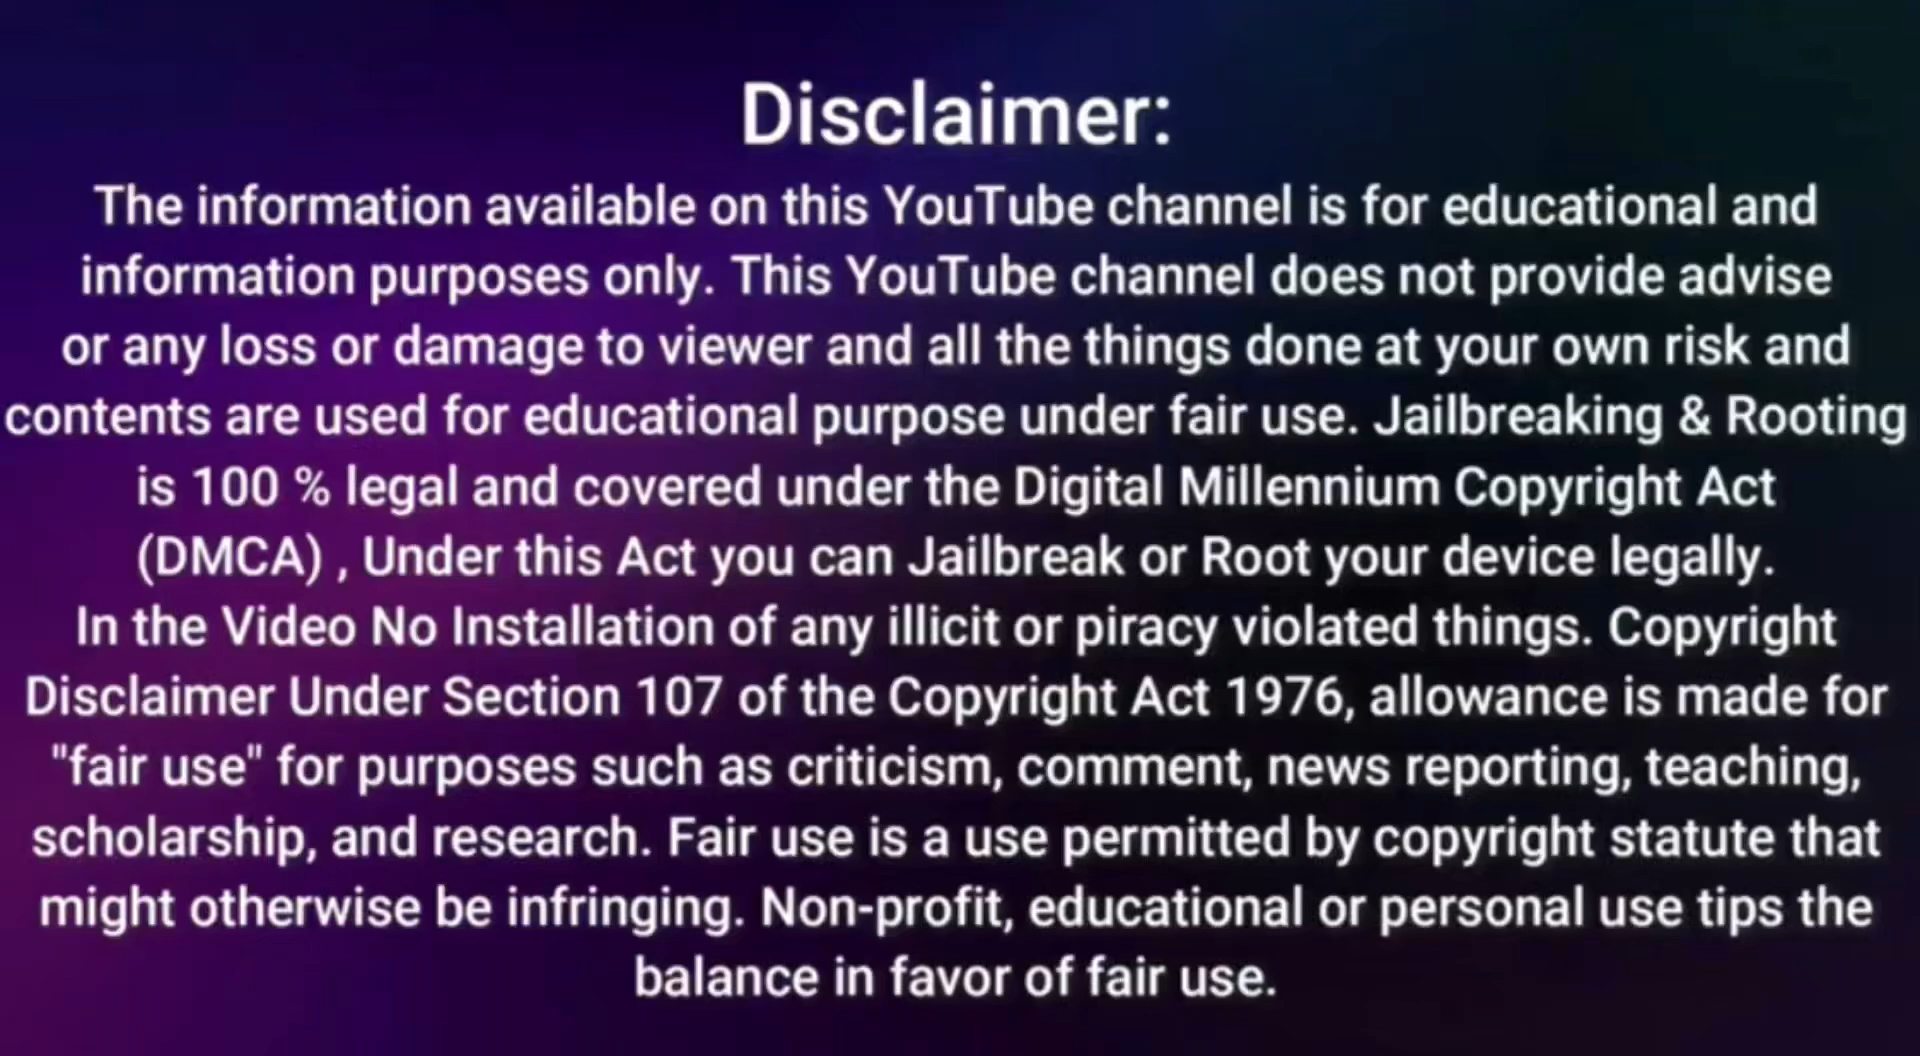 Disclaimer:
The information available on this YouTube channel is for educational and
information purposes only. This YouTube channel does not provide advise
or any loss or damage to viewer and all the things done at your own risk and
contents are used for educational purpose under fair use. Jailbreaking & Rooting
is 100 % legal and covered under the Digital Millennium Copyright Act
(DMCA) , Under this Act you can Jailbreak or Root your device legally.
In the Video No Installation of any illicit or piracy violated things. Copyright
Disclaimer Under Section 107 of the Copyright Act 1976, allowance is made for
"fair use" for purposes such as criticism, comment, news reporting, teaching,
scholarship, and research. Fair use is a use permitted by copyright statute that
might otherwise be infringing. Non-profit, educational or personal use tips the
balance in favor of fair use.